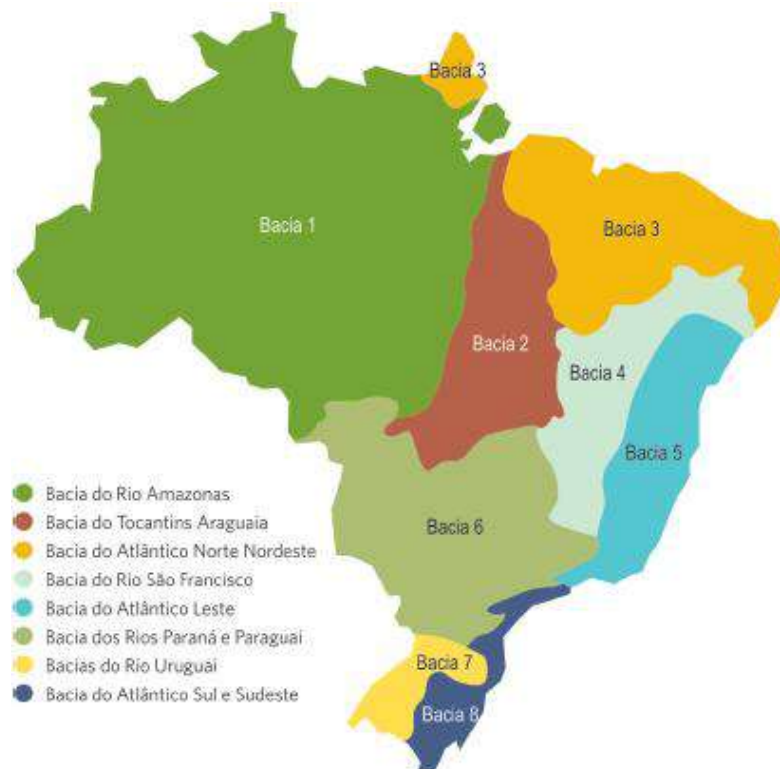 Bacia 3
Bacia 1
Bacia 3
Bacia 2
Bacia 4
Bacia 5
Bacia 6
Bacia 7
Bacia 8
Bacia do Rio Amazonas
Bacia do Tocantins Araguaia
Bacia do Atlântico Norte Nordeste
Bacia do Rio São Francisco
Bacia do Atlântico Leste
Bacia dos Rios Paraná e Paraguai
Bacias do Rio Uruguai
Bacia do Atlântico Sul e Sudeste